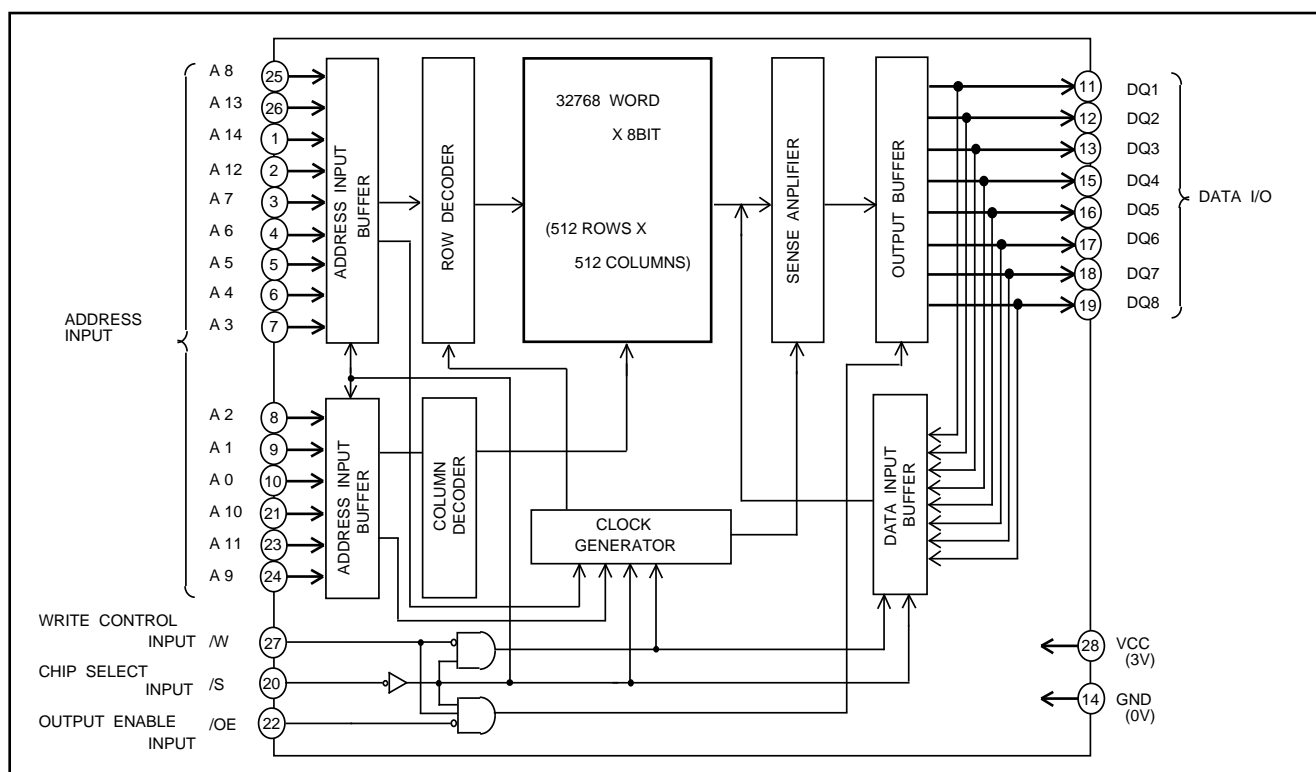 A 8
25
A 13
26
A 14
1
A 12
2
A 7
3
A 6
4
A 5
5
A 4
6
A 3
7
ADDRESS
INPUT
A 2
8
A 1
9
A 0
10
A 10
21
A 11
23
A 9
24
WRITE CONTROL
INPUT /W
27
CHIP SELECT
INPUT /S
20
OUTPUT ENABLE
INPUT /OE
22
ADDRESS INPUT
BUFFER
ROW DECODER
32768 WORD
X 8BIT
(512 ROWS X
512 COLUMNS)
SENSE ANPLIFIER
OUTPUT BUFFER
ADDRESS INPUT
BUFFER
COLUMN
DECODER
CLOCK
GENERATOR
DATA INPUT
BUFFER
11
DQ1
12
DQ2
13
DQ3
15
DQ4
16
DQ5
17
DQ6
18
DQ7
19
DQ8
DATA I/O
28
VCC
(3V)
14
GND
(0V)